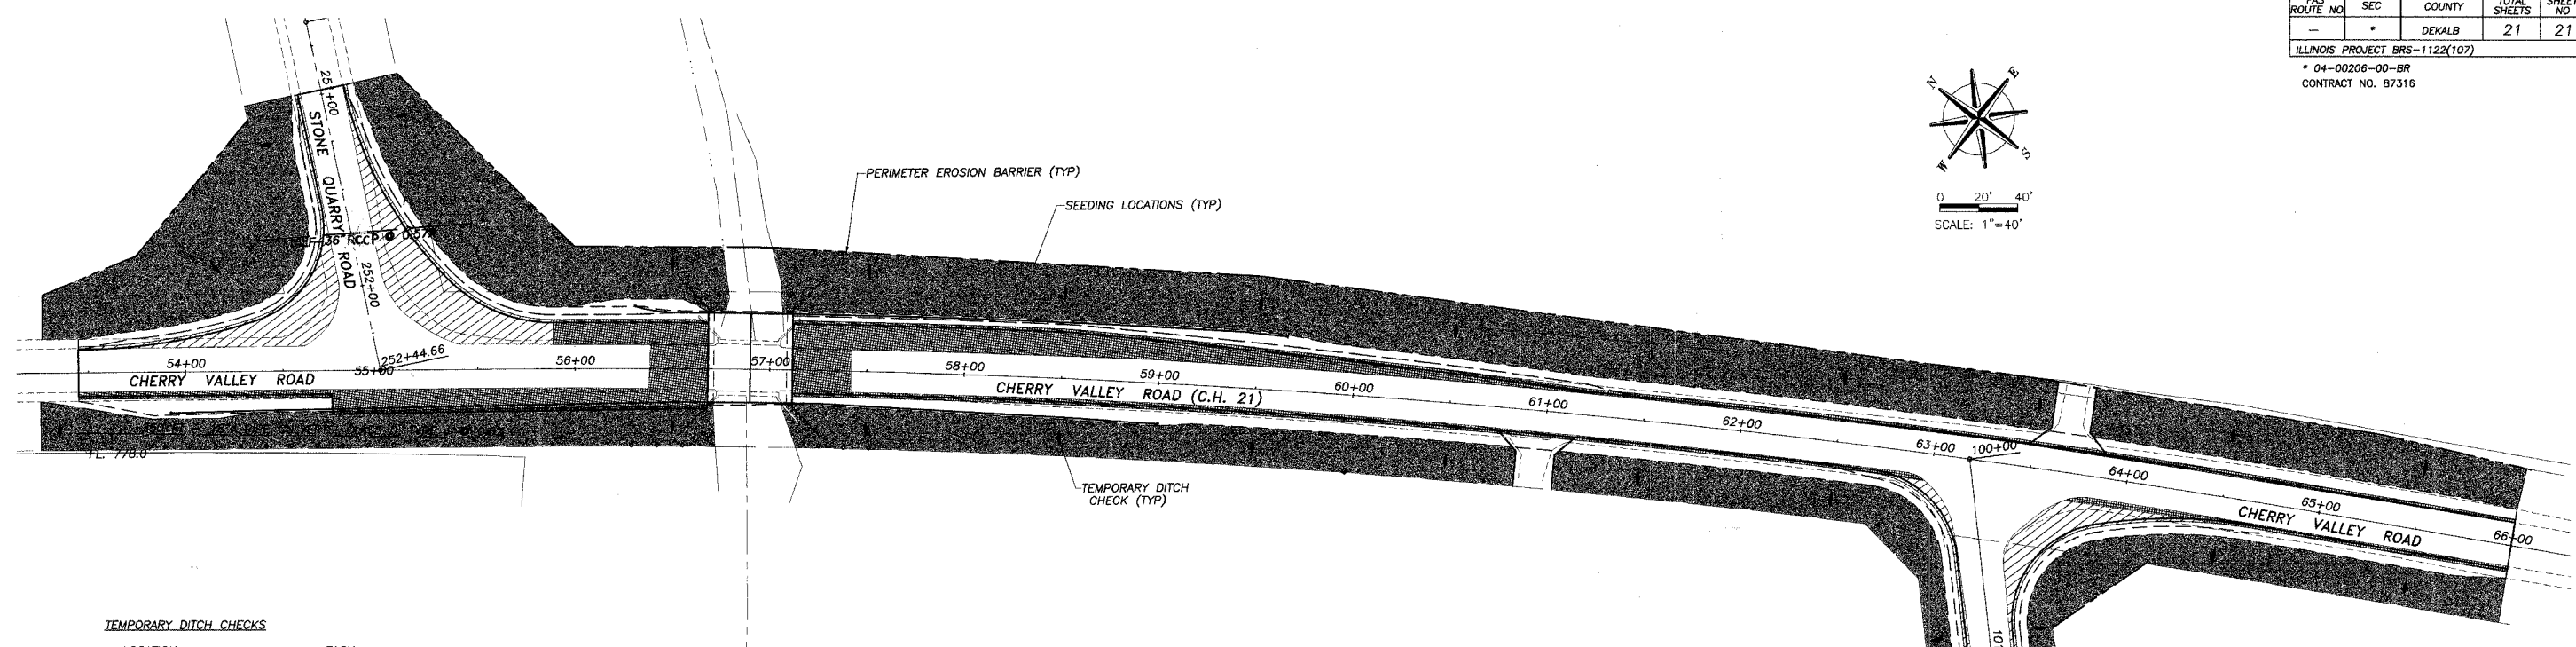 ROUTE NO SEC COUNTY TOTAL SHEETS SHEET NO
— * DEKALB 21 21
ILLINOIS PROJECT BRS-1122(107)
* 04-00206-00-BR
CONTRACT NO. 87316
N E
W S
0 20' 40'
SCALE: 1"=40'
251+00
STONE QUARRY ROAD
36" RCCP @
252+00
PERIMETER EROSION BARRIER (TYP)
SEEDING LOCATIONS (TYP)
54+00 55+00 252+44.66 56+00 57+00 58+00 59+00 60+00 61+00 62+00 63+00 100+00 64+00 65+00 66+00
CHERRY VALLEY ROAD
CHERRY VALLEY ROAD (C.H. 21)
CHERRY VALLEY ROAD
778.0
TEMPORARY DITCH
CHECK (TYP)
TEMPORARY DITCH CHECKS